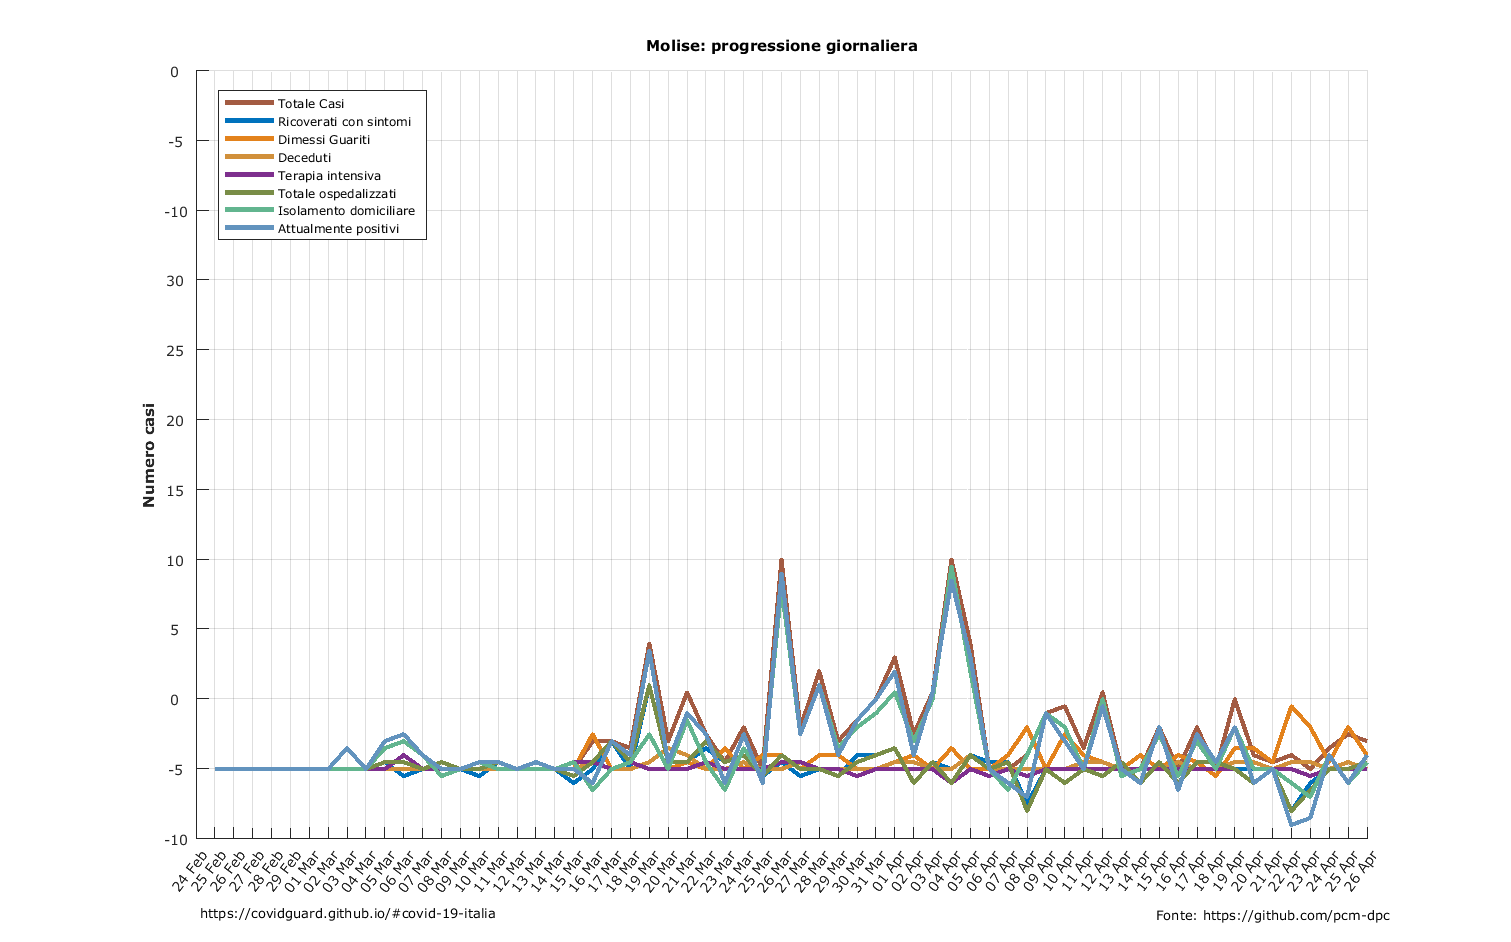 Molise: progressione giornaliera
0
-5
-10
30
25
20
15
10
5
0
-5
-10
Numero casi
Totale Casi
Ricoverati con sintomi
Dimessi Guariti
Deceduti
Terapia intensiva
Totale ospedalizzati
Isolamento domiciliare
Attualmente positivi
24 Feb
25 Feb
26 Feb
27 Feb
28 Feb
29 Feb
01 Mar
02 Mar
03 Mar
04 Mar
05 Mar
06 Mar
07 Mar
08 Mar
09 Mar
10 Mar
11 Mar
12 Mar
13 Mar
14 Mar
15 Mar
16 Mar
17 Mar
18 Mar
19 Mar
20 Mar
21 Mar
22 Mar
23 Mar
24 Mar
25 Mar
26 Mar
27 Mar
28 Mar
29 Mar
30 Mar
31 Mar
01 Apr
02 Apr
03 Apr
04 Apr
05 Apr
06 Apr
07 Apr
08 Apr
09 Apr
10 Apr
11 Apr
12 Apr
13 Apr
14 Apr
15 Apr
16 Apr
17 Apr
18 Apr
19 Apr
20 Apr
21 Apr
22 Apr
23 Apr
24 Apr
25 Apr
26 Apr
https://covidguard.github.io/#covid-19-italia
Fonte: https://github.com/pcm-dpc